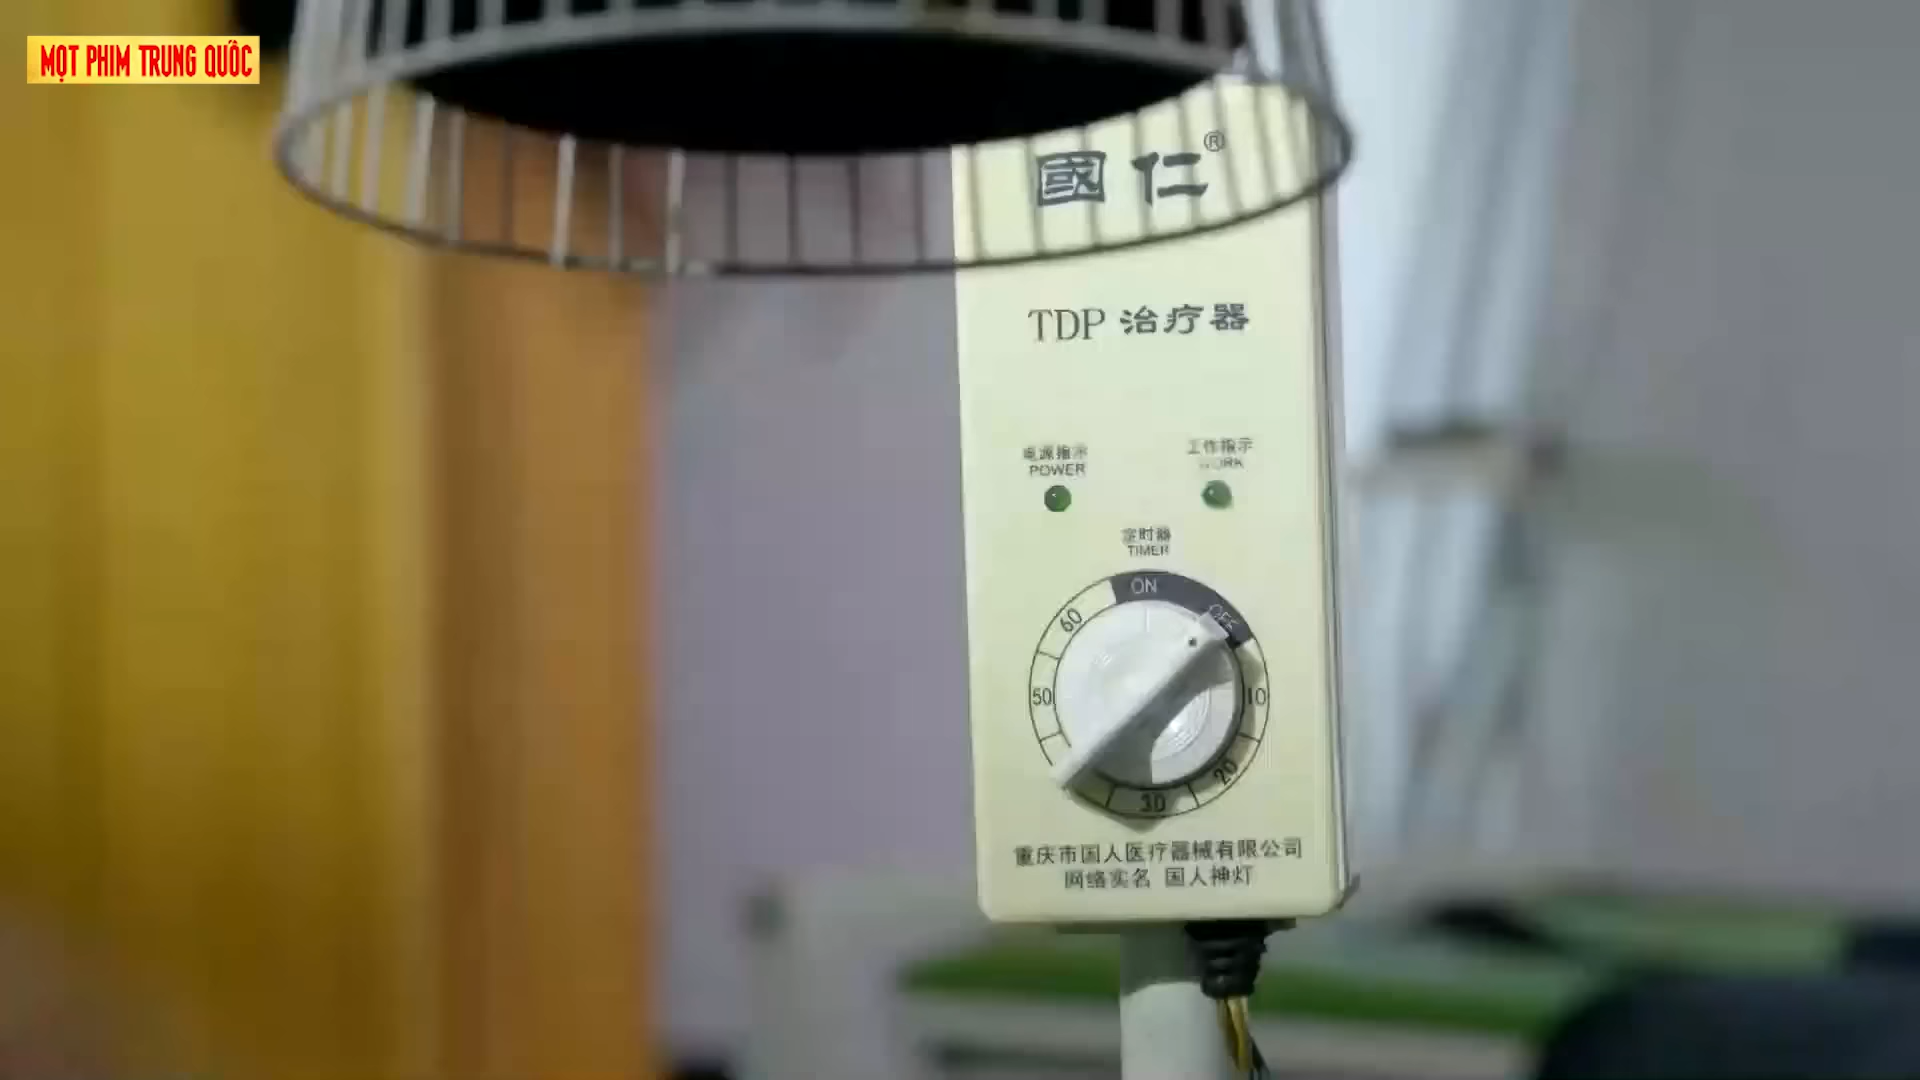 MỌT PHIM TRUNG QUỐC
國仁®
TDP 治疗器
电源指示 工作指示
POWER WORK
定时器
TIMER
ON
OFF
60
50
10
20
30
重庆市国人医疗器械有限公司
网络实名 国人神灯